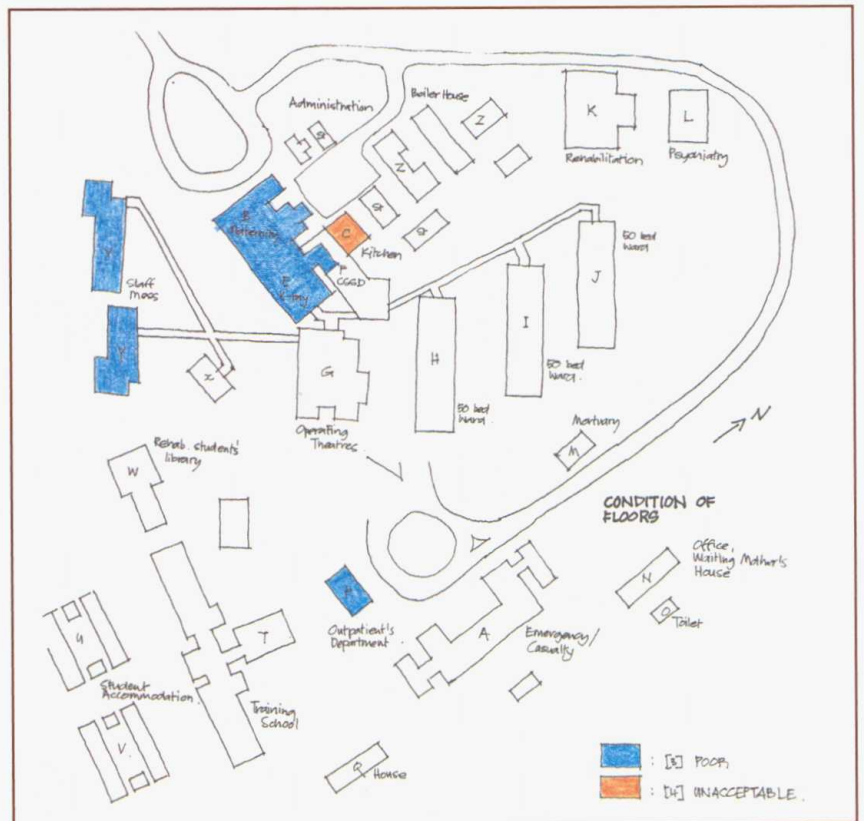 Administration
St
Boiler House
Z
Z
K
Rehabilitation
L
Psychiatry
St
St
C
Kitchen
B
E
X-ray
F
CSSD
Y
Staff
Mess
Y
X
G
Operating
Theatres
H
50 bed
Ward.
I
50 bed
Ward.
J
50 bed
Ward
Mortuary
M
N
Rehab. students'
library
W
CONDITION OF
FLOORS
Office,
Waiting Mother's
House
N
O
Toilet
Outpatient's
Department
A
Emergency/
Casualty
T
Training
School
U
Student
Accommodation
V
Q
House
: [3] POOR
: [4] UNACCEPTABLE.